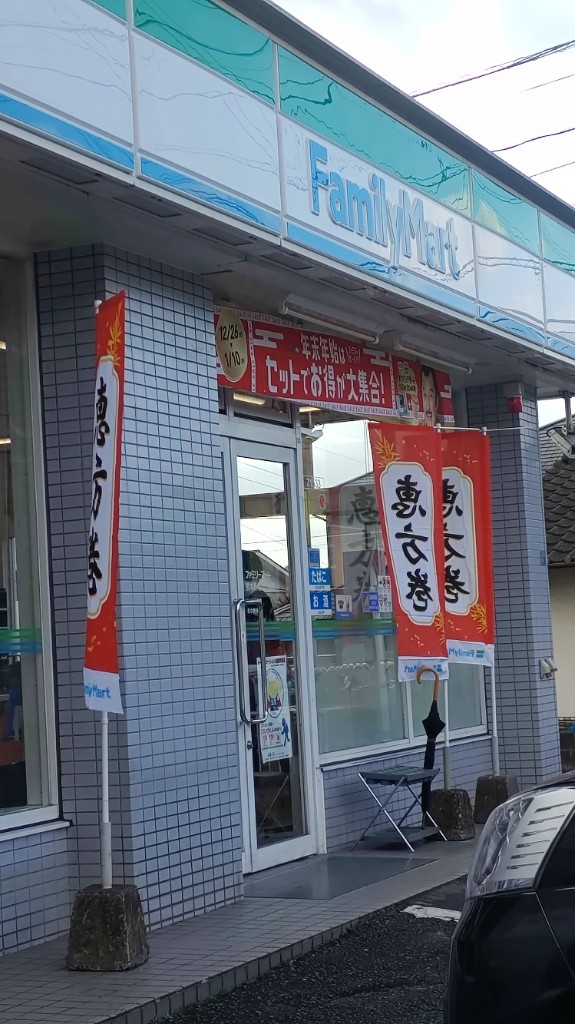 FamilyMart
12/26
1/10
年末年始は
セットでお得が大集合!
恵方巻
恵方巻
恵方巻
たばこ
お酒
FamilyMart